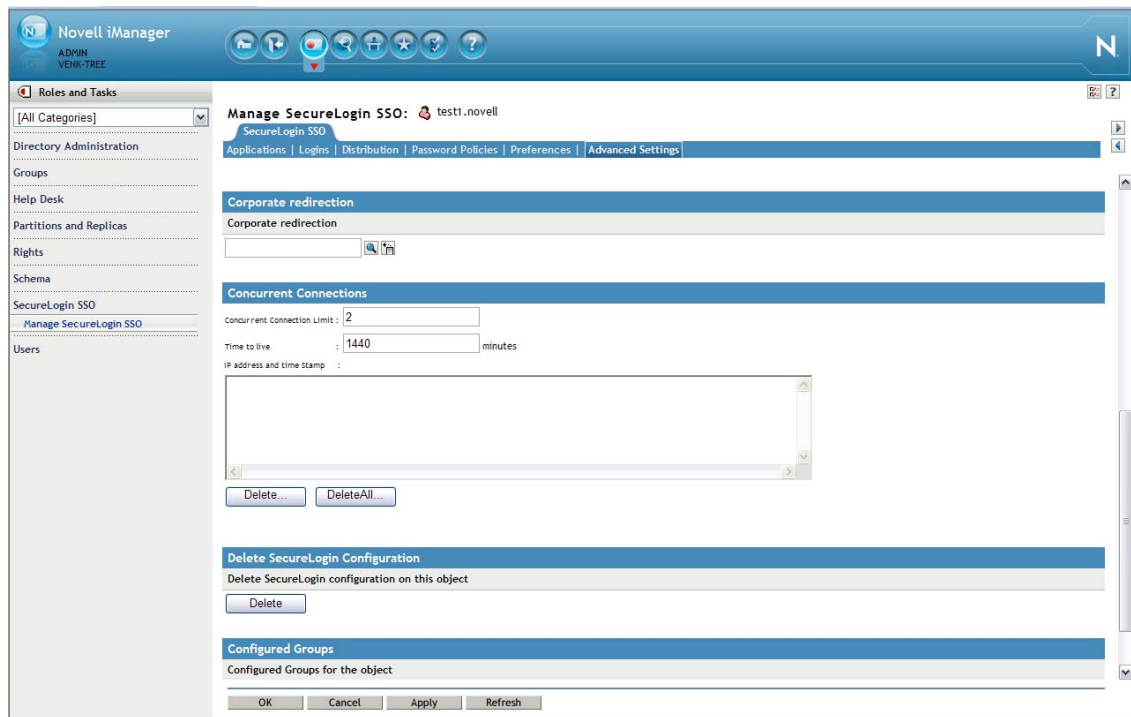 Novell iManager
ADMIN
VENK-TREE
N
Roles and Tasks
[All Categories]
Directory Administration
Groups
Help Desk
Partitions and Replicas
Rights
Schema
SecureLogin SSO
Manage SecureLogin SSO
Users
Manage SecureLogin SSO: test1.novell
SecureLogin SSO
Applications | Logins | Distribution | Password Policies | Preferences | Advanced Settings
Corporate redirection
Corporate redirection
Concurrent Connections
Concurrent Connection Limit : 2
Time to live : 1440 minutes
IP address and time Stamp :
Delete... DeleteAll...
Delete SecureLogin Configuration
Delete SecureLogin configuration on this object
Delete
Configured Groups
Configured Groups for the object
OK Cancel Apply Refresh